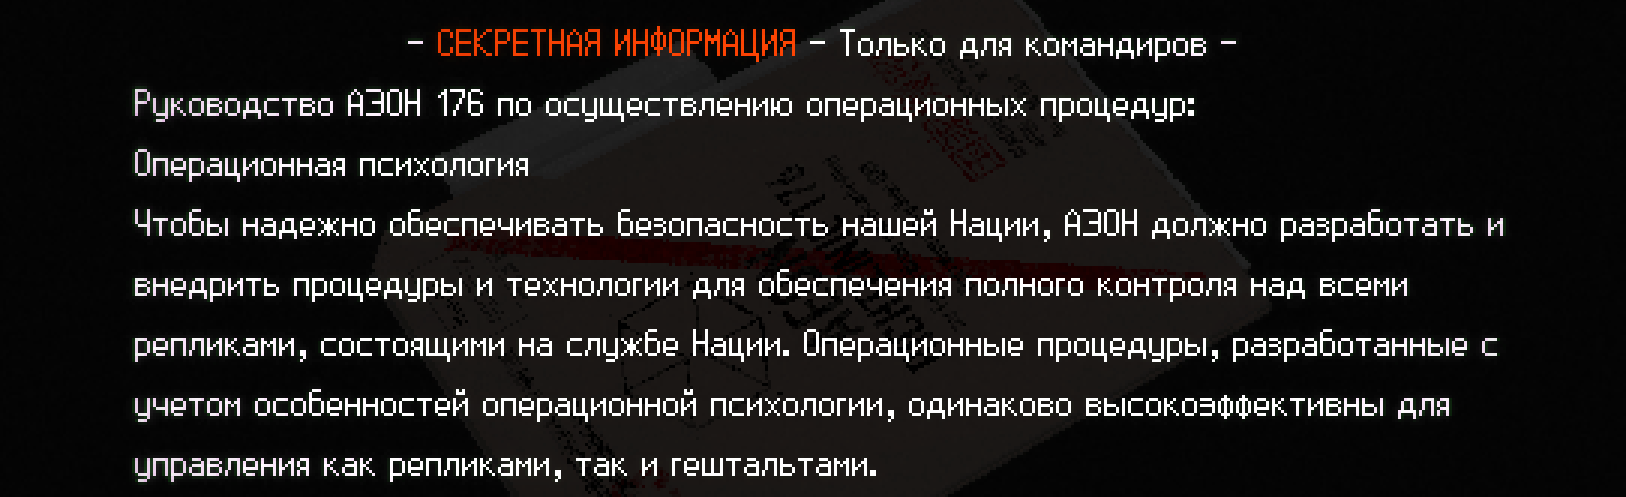 - СЕКРЕТНАЯ ИНФОРМАЦИЯ - Только для командиров -
Руководство АЭОН 176 по осуществлению операционных процедур:
Операционная психология
Чтобы надежно обеспечивать безопасность нашей Нации, АЭОН должно разработать и
внедрить процедуры и технологии для обеспечения полного контроля над всеми
репликами, состоящими на службе Нации. Операционные процедуры, разработанные с
учетом особенностей операционной психологии, одинаково высокоэффективны для
управления как репликами, так и гештальтами.